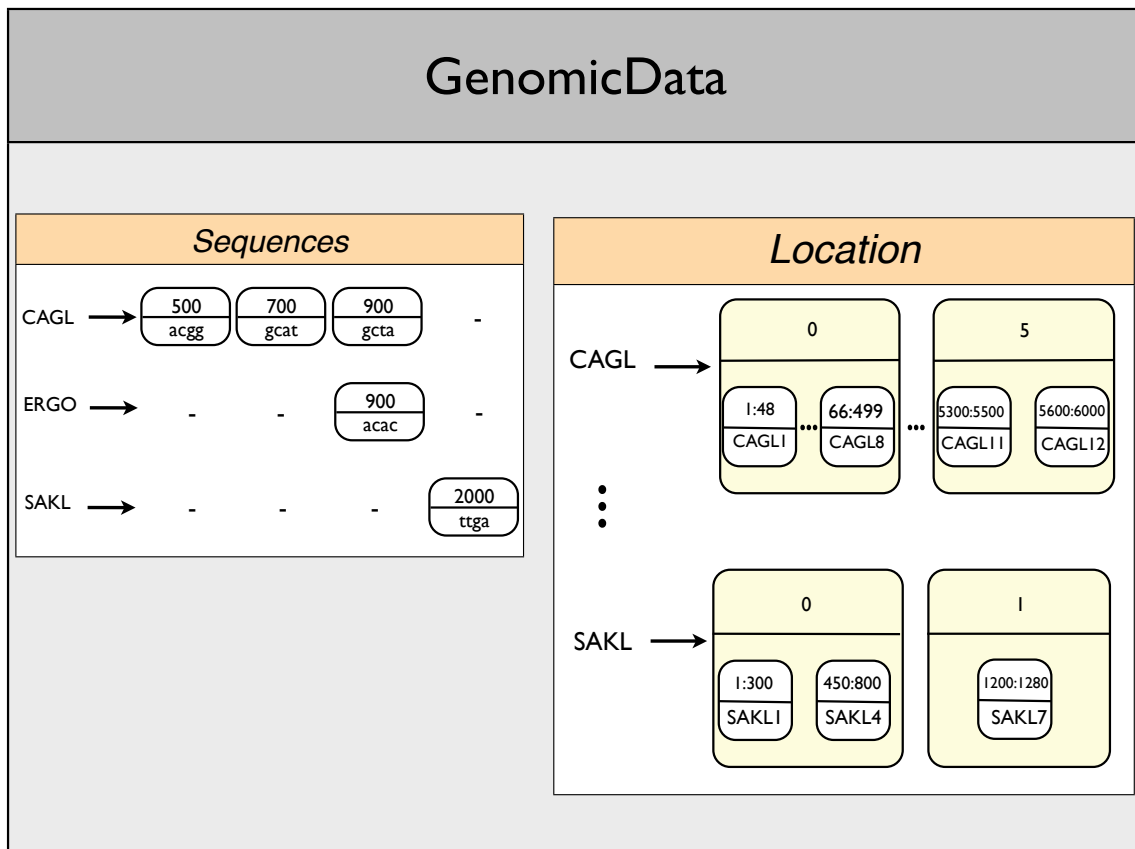 GenomicData
Sequences
CAGL 500 700 900 -
acgg gcat gcta
ERGO - - 900 -
acac
SAKL - - - 2000
ttga
Location
0 5
CAGL
1:48 ... 66:499 ... 5300:5500 5600:6000
CAGL1 CAGL8 CAGL11 CAGL12
0 1
SAKL
1:300 450:800 1200:1280
SAKL1 SAKL4 SAKL7